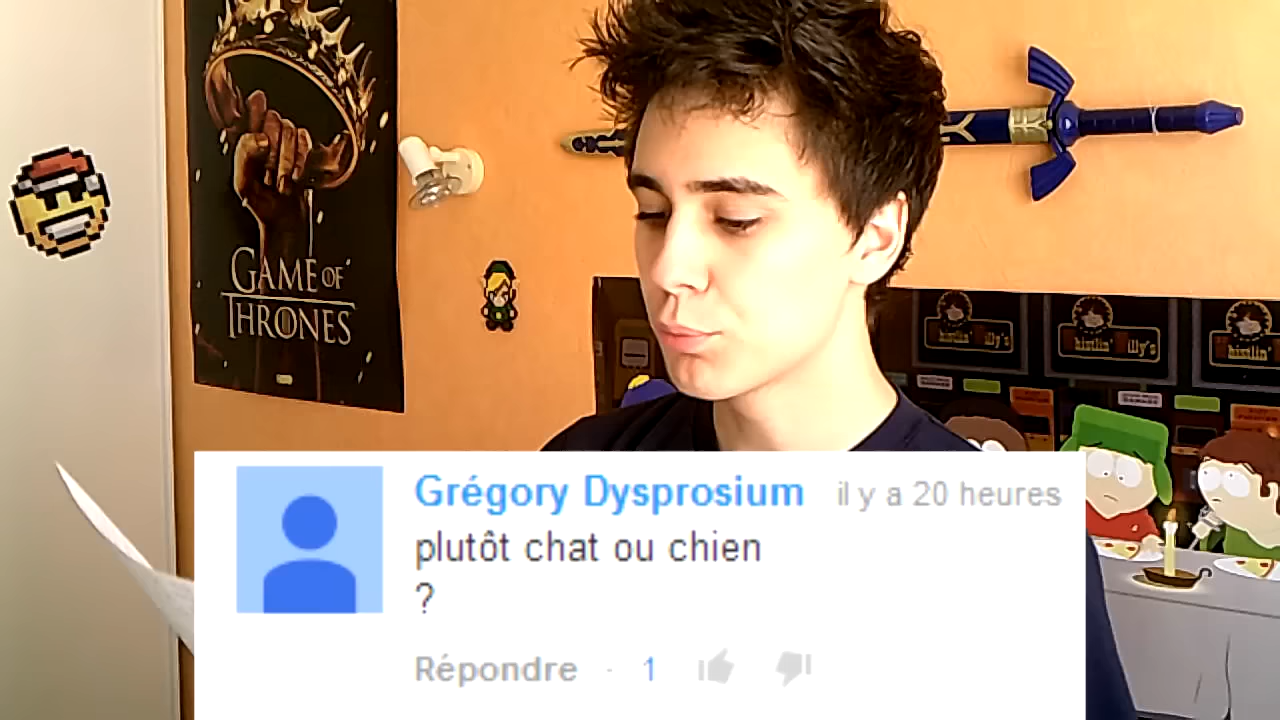 GAME OF
THRONES
Grégory Dysprosium il y a 20 heures
plutôt chat ou chien
?
Répondre · 1